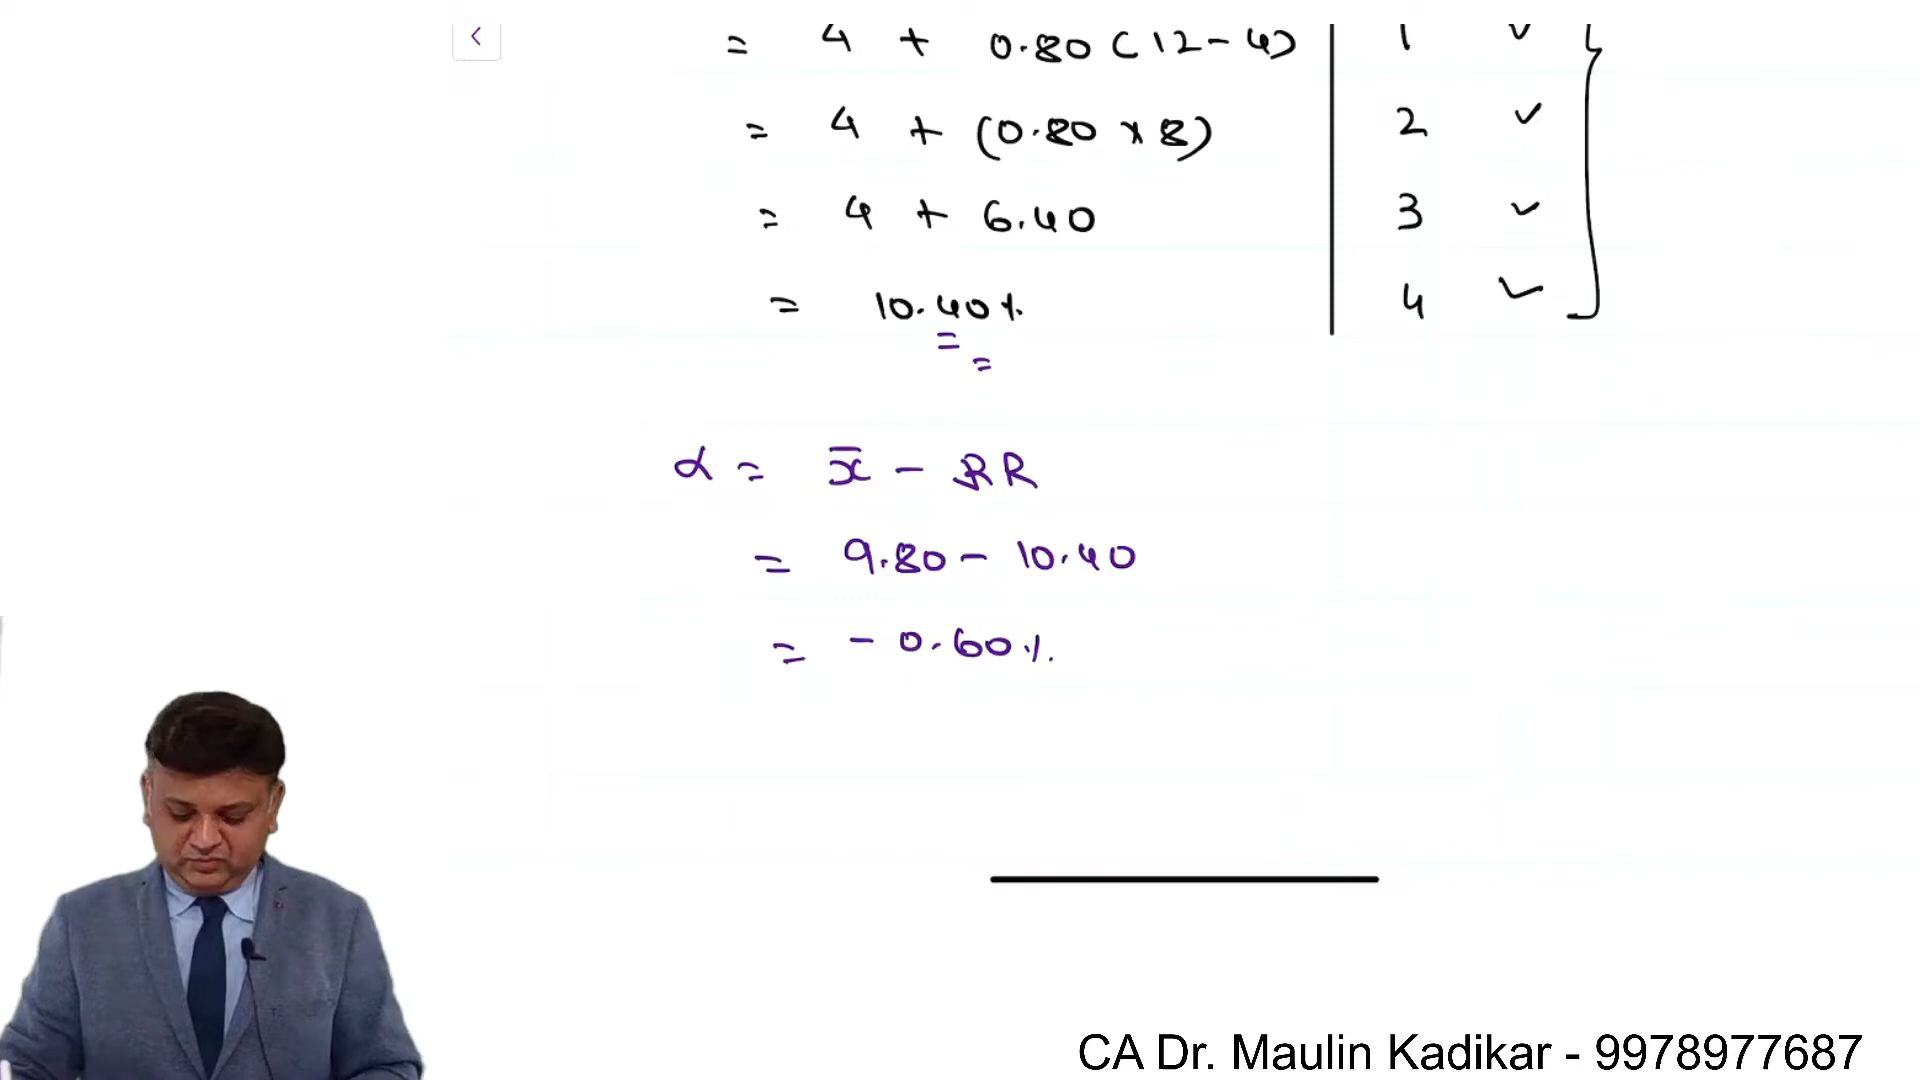 = 4 + 0.80 (12-4)
= 4 + (0.80 × 8)
= 4 + 6.40
= 10.40%
1 ✓
2 ✓
3 ✓
4 ✓
α = x̄ - RR
= 9.80 - 10.40
= - 0.60%.
CA Dr. Maulin Kadikar - 9978977687